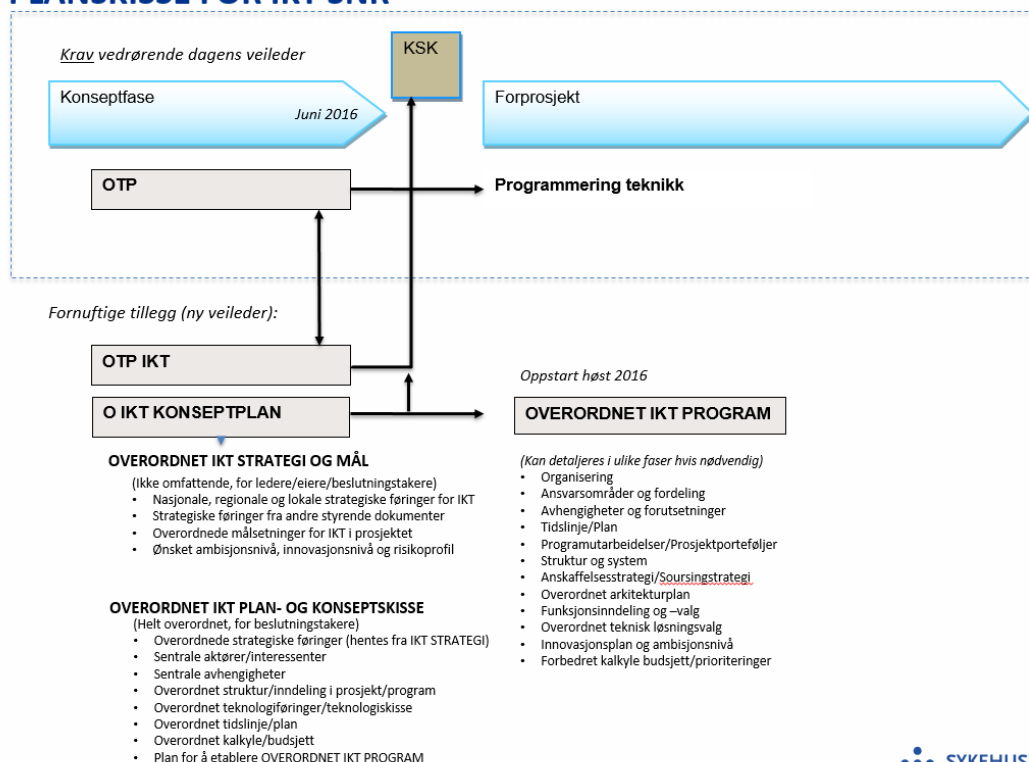 PLANSKISSE FOR IKT SNR
Krav vedrørende dagens veileder
KSK
Konseptfase
Juni 2016
Forprosjekt
OTP
Programmering teknikk
Fornuftige tillegg (ny veileder):
OTP IKT
O IKT KONSEPTPLAN
Oppstart høst 2016
OVERORDNET IKT PROGRAM
OVERORDNET IKT STRATEGI OG MÅL
(Ikke omfattende, for ledere/eiere/beslutningstakere)
• Nasjonale, regionale og lokale strategiske føringer for IKT
• Strategiske føringer fra andre styrende dokumenter
• Overordnede målsetninger for IKT i prosjektet
• Ønsket ambisjonsnivå, innovasjonsnivå og risikoprofil
OVERORDNET IKT PLAN- OG KONSEPTSKISSE
(Helt overordnet, for beslutningstakere)
• Overordnede strategiske føringer (hentes fra IKT STRATEGI)
• Sentrale aktører/interessenter
• Sentrale avhengigheter
• Overordnet struktur/inndeling i prosjekt/program
• Overordnet teknologiføringer/teknologiskisse
• Overordnet tidslinje/plan
• Overordnet kalkyle/budsjett
• Plan for å etablere OVERORDNET IKT PROGRAM
(Kan detaljeres i ulike faser hvis nødvendig)
• Organisering
• Ansvarsområder og fordeling
• Avhengigheter og forutsetninger
• Tidslinje/Plan
• Programutarbeidelser/Prosjektporteføljer
• Struktur og system
• Anskaffelsesstrategi/Soursingstrategi
• Overordnet arkitekturplan
• Funksjonsinndeling og –valg
• Overordnet teknisk løsningsvalg
• Innovasjonsplan og ambisjonsnivå
• Forbedret kalkyle budsjett/prioriteringer
SYKEHUS